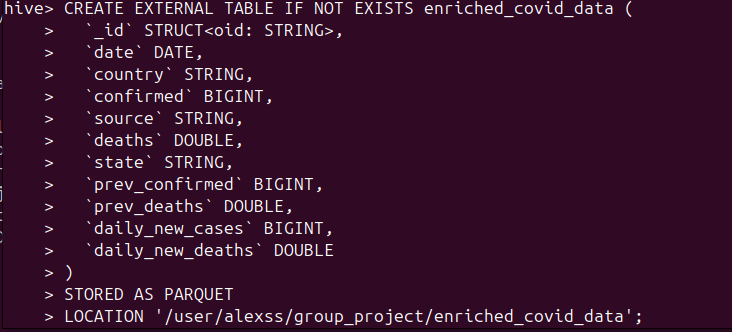 hive> CREATE EXTERNAL TABLE IF NOT EXISTS enriched_covid_data (
    >   `_id` STRUCT<oid: STRING>,
    >   `date` DATE,
    >   `country` STRING,
    >   `confirmed` BIGINT,
    >   `source` STRING,
    >   `deaths` DOUBLE,
    >   `state` STRING,
    >   `prev_confirmed` BIGINT,
    >   `prev_deaths` DOUBLE,
    >   `daily_new_cases` BIGINT,
    >   `daily_new_deaths` DOUBLE
    > )
    > STORED AS PARQUET
    > LOCATION '/user/alexss/group_project/enriched_covid_data';